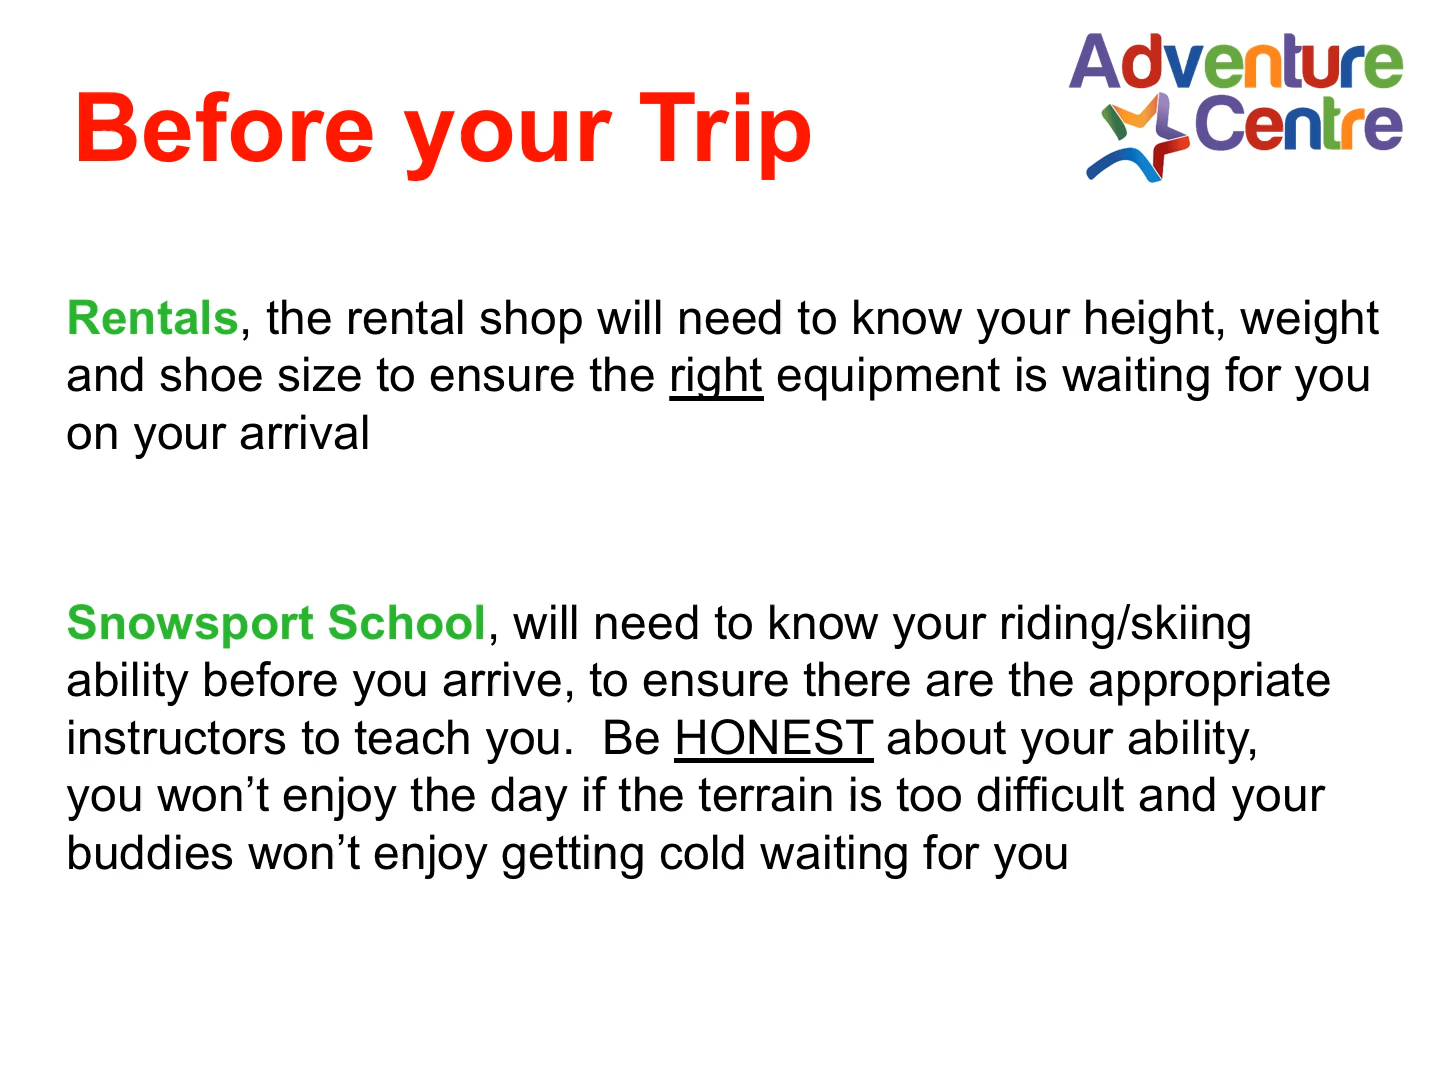 Adventure
Centre
Before your Trip
Rentals, the rental shop will need to know your height, weight
and shoe size to ensure the right equipment is waiting for you
on your arrival
Snowsport School, will need to know your riding/skiing
ability before you arrive, to ensure there are the appropriate
instructors to teach you.  Be HONEST about your ability,
you won’t enjoy the day if the terrain is too difficult and your
buddies won’t enjoy getting cold waiting for you